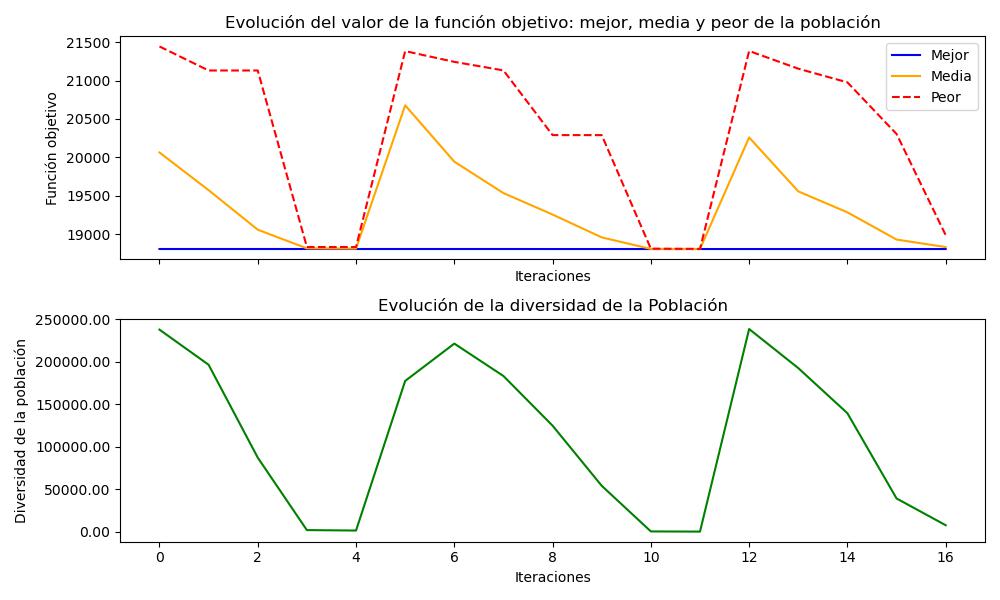 Evolución del valor de la función objetivo: mejor, media y peor de la población
21500
21000
20500
20000
19500
19000
Función objetivo
Mejor
Media
Peor
Iteraciones
Evolución de la diversidad de la Población
250000.00
200000.00
150000.00
100000.00
50000.00
0.00
Diversidad de la población
0 2 4 6 8 10 12 14 16
Iteraciones